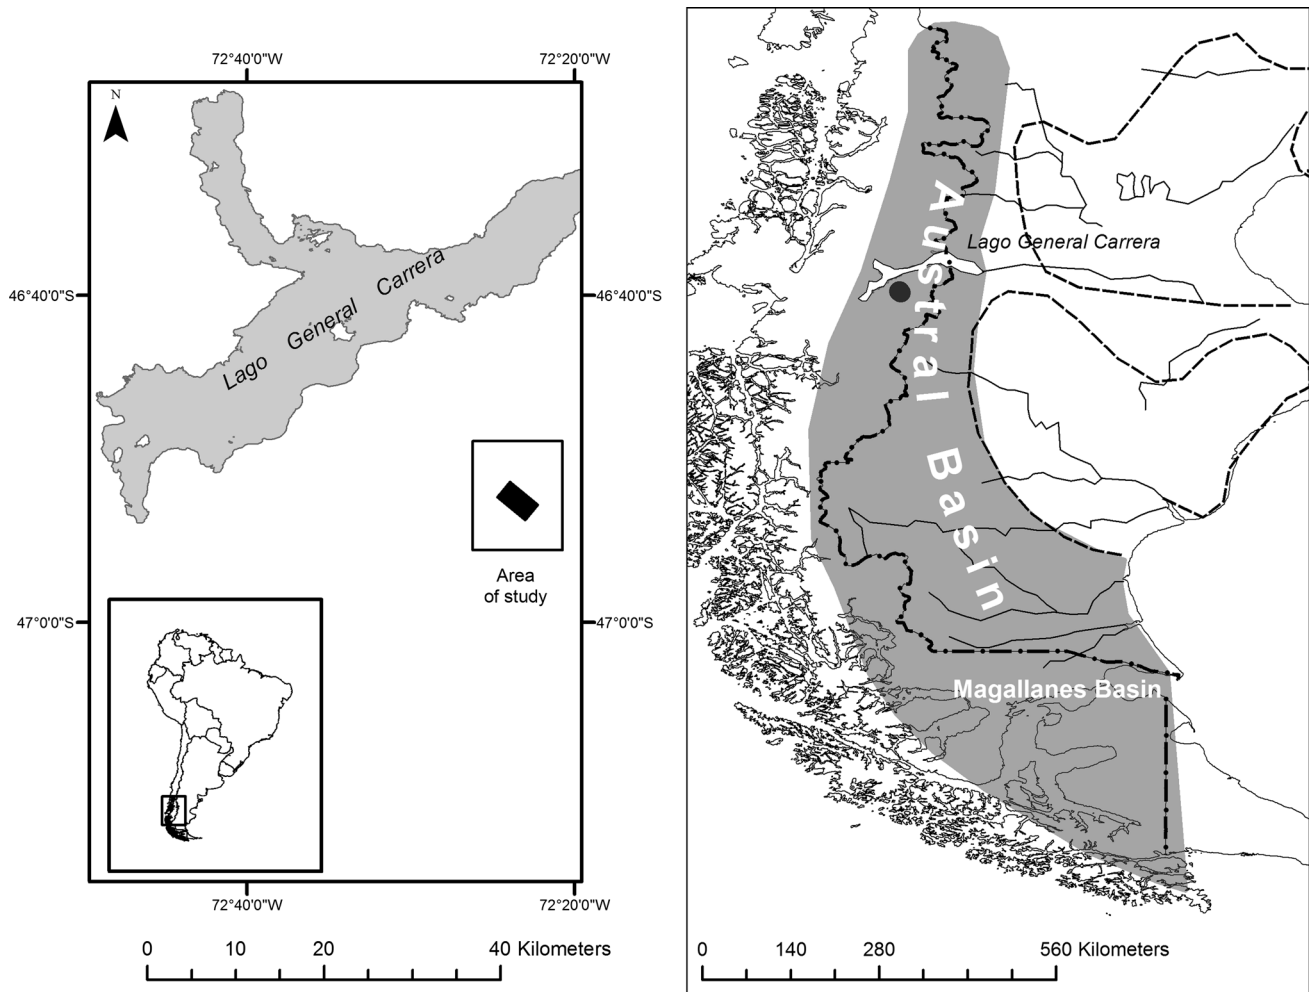 72°40'0"W
72°20'0"W
N
Lago General Carrera
46°40'0"S
46°40'0"S
Area
of study
47°0'0"S
47°0'0"S
72°40'0"W
72°20'0"W
0 10 20 40 Kilometers
Lago General Carrera
Austral Basin
Magallanes Basin
0 140 280 560 Kilometers